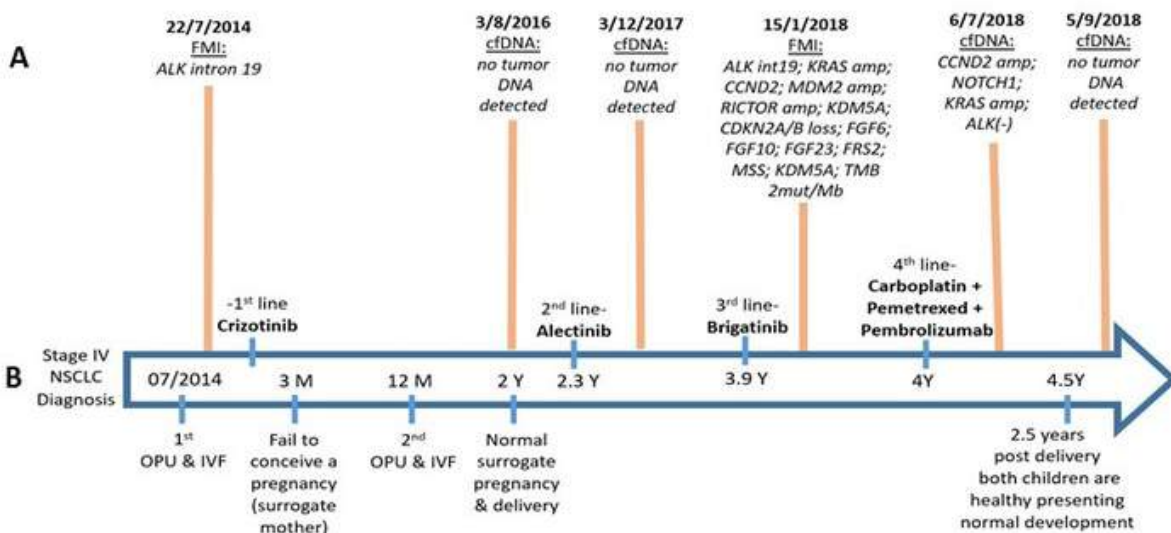 A
22/7/2014
FMI:
ALK intron 19
3/8/2016
cfDNA:
no tumor
DNA
detected
3/12/2017
cfDNA:
no tumor
DNA
detected
15/1/2018
FMI:
ALK int19; KRAS amp;
CCND2; MDM2 amp;
RICTOR amp; KDM5A;
CDKN2A/B loss; FGF6;
FGF10; FGF23; FRS2;
MSS; KDM5A; TMB
2mut/Mb
6/7/2018
cfDNA:
CCND2 amp;
NOTCH1;
KRAS amp;
ALK(-)
5/9/2018
cfDNA:
no tumor
DNA
detected
-1st line
Crizotinib
2nd line-
Alectinib
3rd line-
Brigatinib
4th line-
Carboplatin +
Pemetrexed +
Pembrolizumab
B
Stage IV
NSCLC
Diagnosis
07/2014
3 M
12 M
2 Y
2.3 Y
3.9 Y
4Y
4.5Y
1st
OPU & IVF
Fail to
conceive a
pregnancy
(surrogate
mother)
2nd
OPU & IVF
Normal
surrogate
pregnancy
& delivery
2.5 years
post delivery
both children are
healthy presenting
normal development